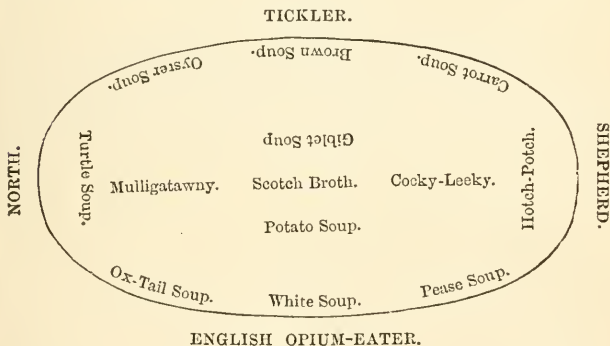 TICKLER.
Oyster Soup.
Brown Soup.
Carrot Soup.
NORTH.
Turtle Soup.
Giblet Soup
Hotch-Potch.
SHEPHERD.
Mulligatawny.
Scotch Broth.
Cocky-Leeky.
Potato Soup.
Ox-Tail Soup.
White Soup.
Pease Soup.
ENGLISH OPIUM-EATER.